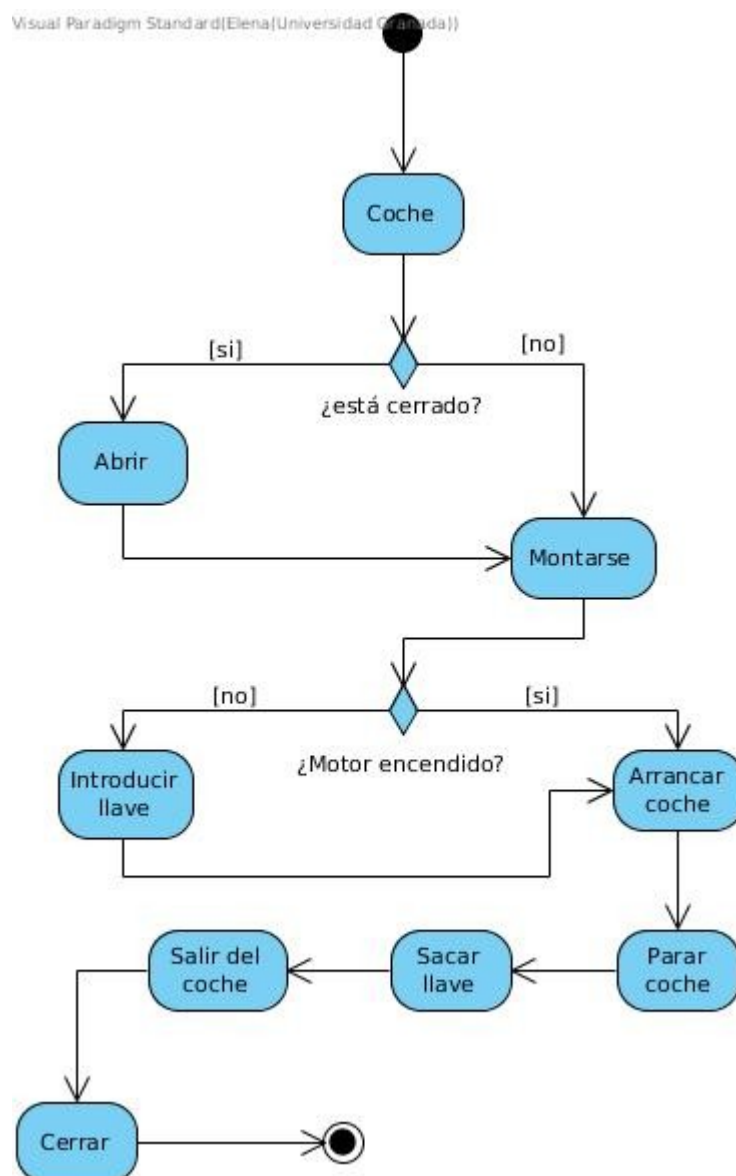 Visual Paradigm Standard(Elena(Universidad Granada))
Coche
[si]
[no]
¿está cerrado?
Abrir
Montarse
[no]
[si]
¿Motor encendido?
Introducir
llave
Arrancar
coche
Salir del
coche
Sacar
llave
Parar
coche
Cerrar